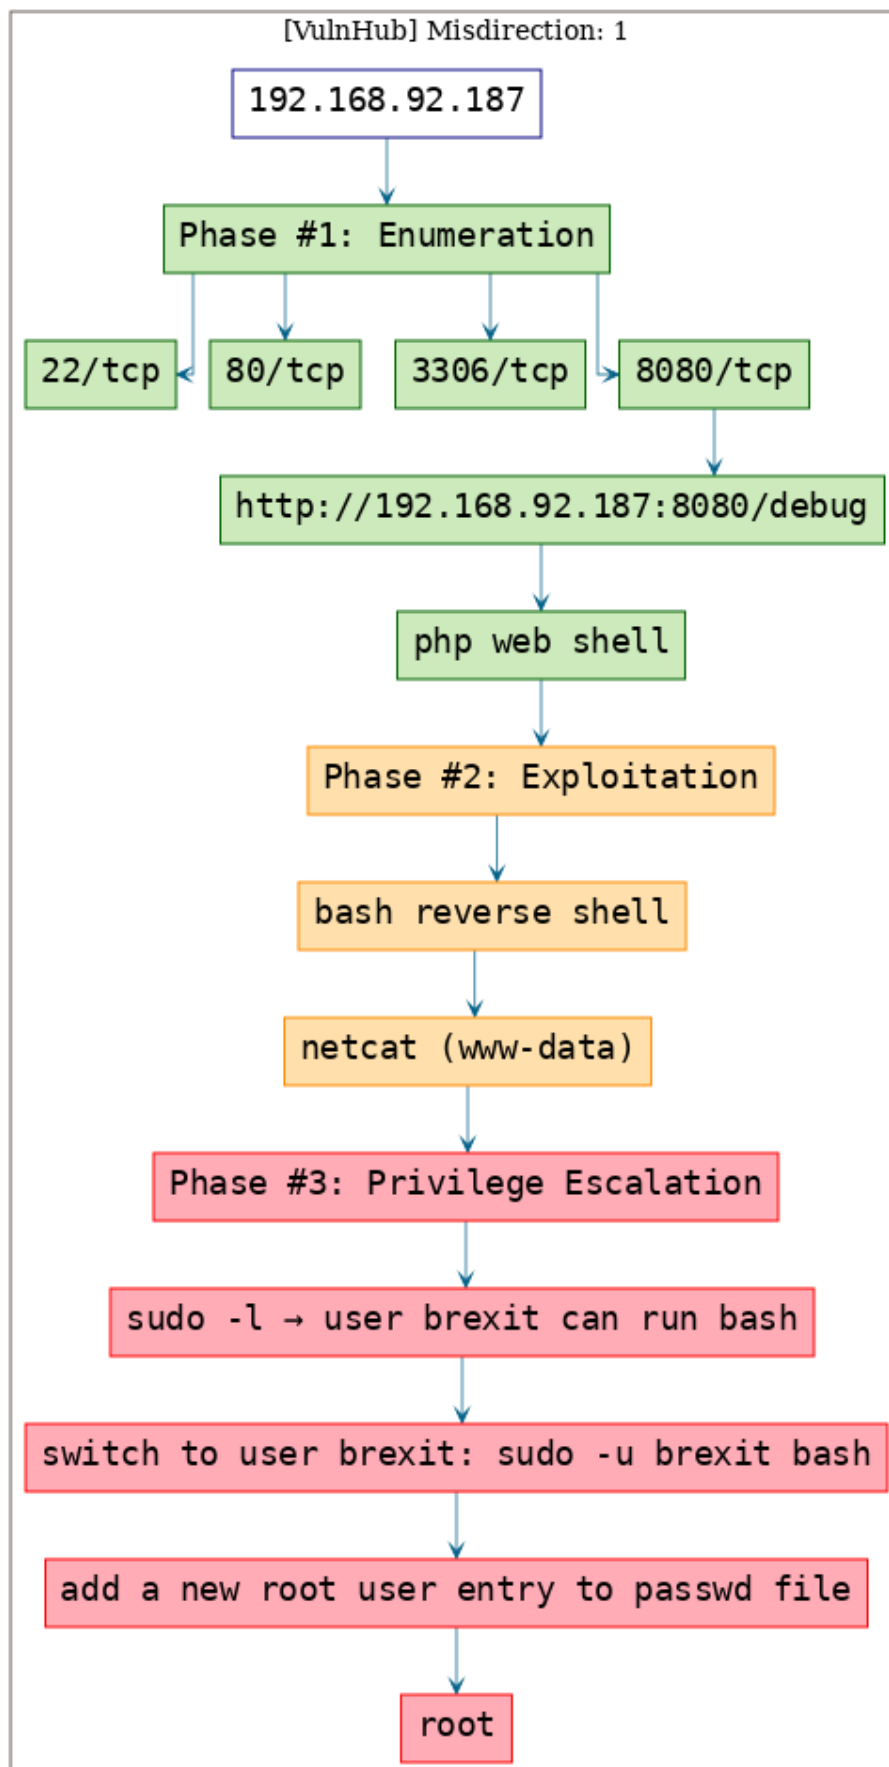 [VulnHub] Misdirection: 1
192.168.92.187
Phase #1: Enumeration
22/tcp
80/tcp
3306/tcp
8080/tcp
http://192.168.92.187:8080/debug
php web shell
Phase #2: Exploitation
bash reverse shell
netcat (www-data)
Phase #3: Privilege Escalation
sudo -l → user brexit can run bash
switch to user brexit: sudo -u brexit bash
add a new root user entry to passwd file
root